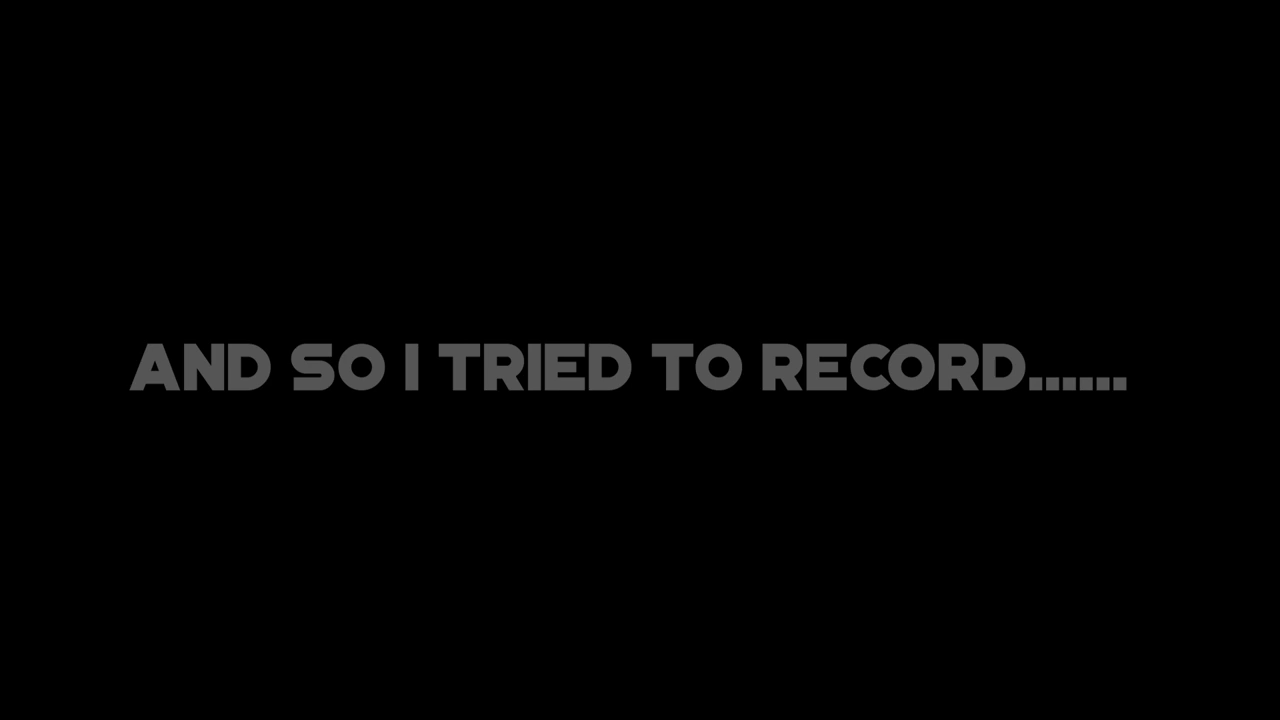 AND SO I TRIED TO RECORD......